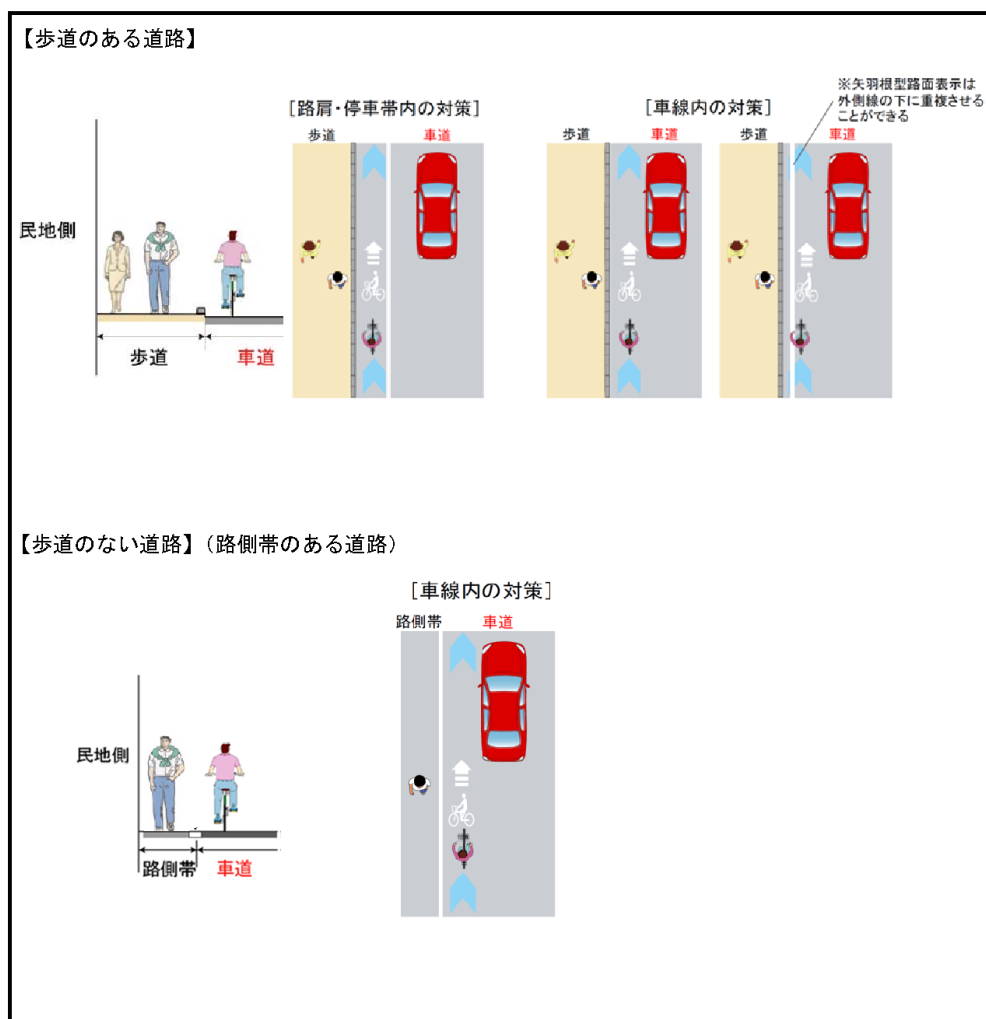 【歩道のある道路】
※矢羽根型路面表示は
外側線の下に重複させる
ことができる
[路肩・停車帯内の対策]
[車線内の対策]
歩道
車道
歩道
車道
歩道
車道
民地側
歩道
車道
【歩道のない道路】（路側帯のある道路）
[車線内の対策]
路側帯
車道
民地側
路側帯
車道